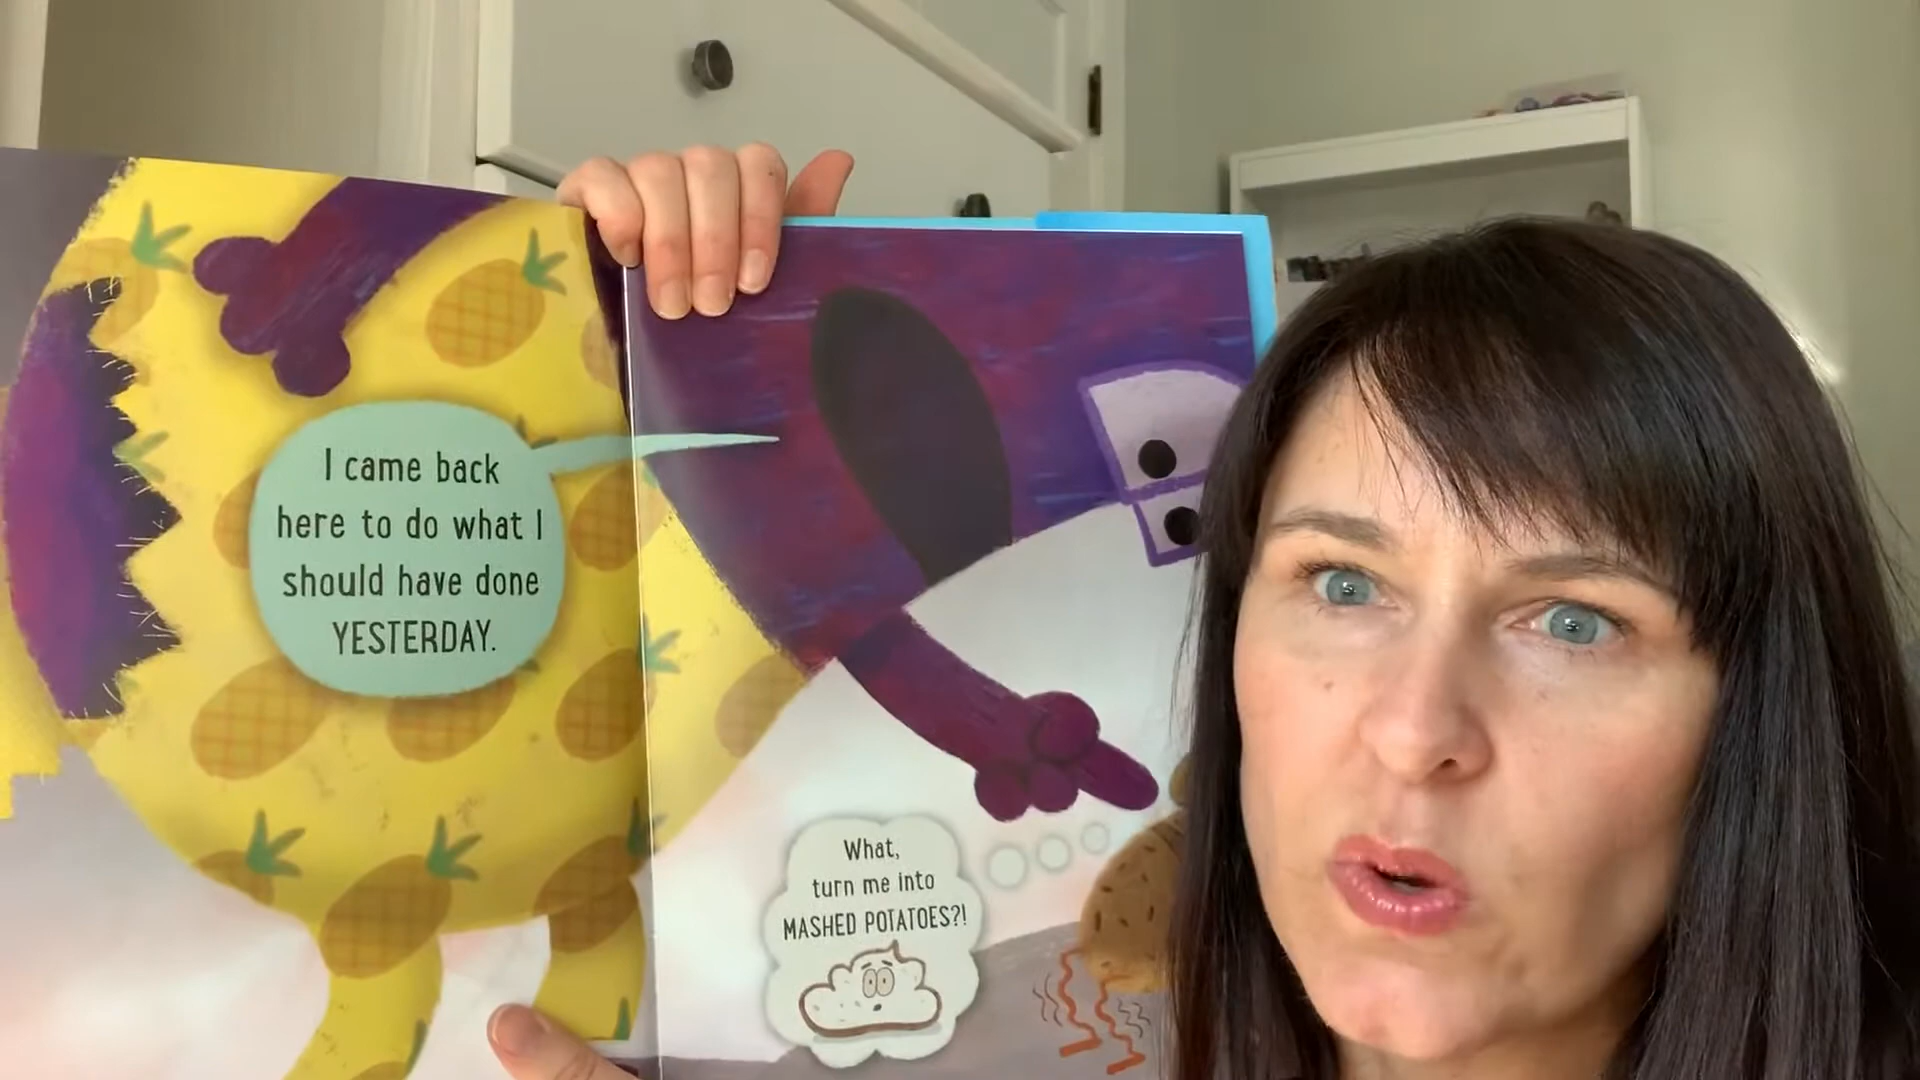 I came back
here to do what I
should have done
YESTERDAY.
What,
turn me into
MASHED POTATOES?!